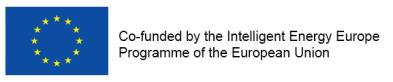 Co-funded by the Intelligent Energy Europe
Programme of the European Union